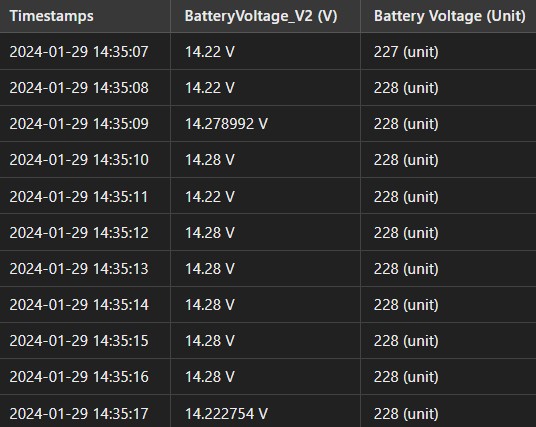 Timestamps BatteryVoltage_V2 (V) Battery Voltage (Unit)
2024-01-29 14:35:07 14.22 V 227 (unit)
2024-01-29 14:35:08 14.22 V 228 (unit)
2024-01-29 14:35:09 14.278992 V 228 (unit)
2024-01-29 14:35:10 14.28 V 228 (unit)
2024-01-29 14:35:11 14.22 V 228 (unit)
2024-01-29 14:35:12 14.28 V 228 (unit)
2024-01-29 14:35:13 14.28 V 228 (unit)
2024-01-29 14:35:14 14.28 V 228 (unit)
2024-01-29 14:35:15 14.28 V 228 (unit)
2024-01-29 14:35:16 14.28 V 228 (unit)
2024-01-29 14:35:17 14.222754 V 228 (unit)